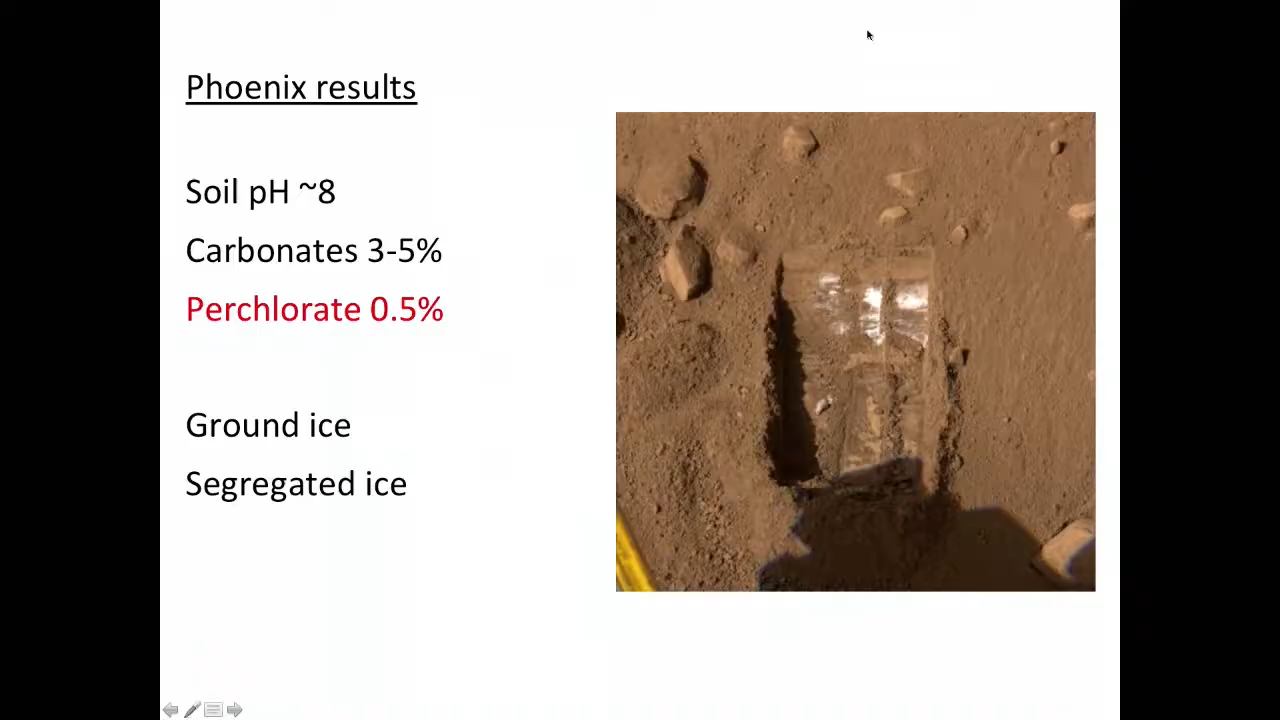 Phoenix results
Soil pH ~8
Carbonates 3-5%
Perchlorate 0.5%
Ground ice
Segregated ice